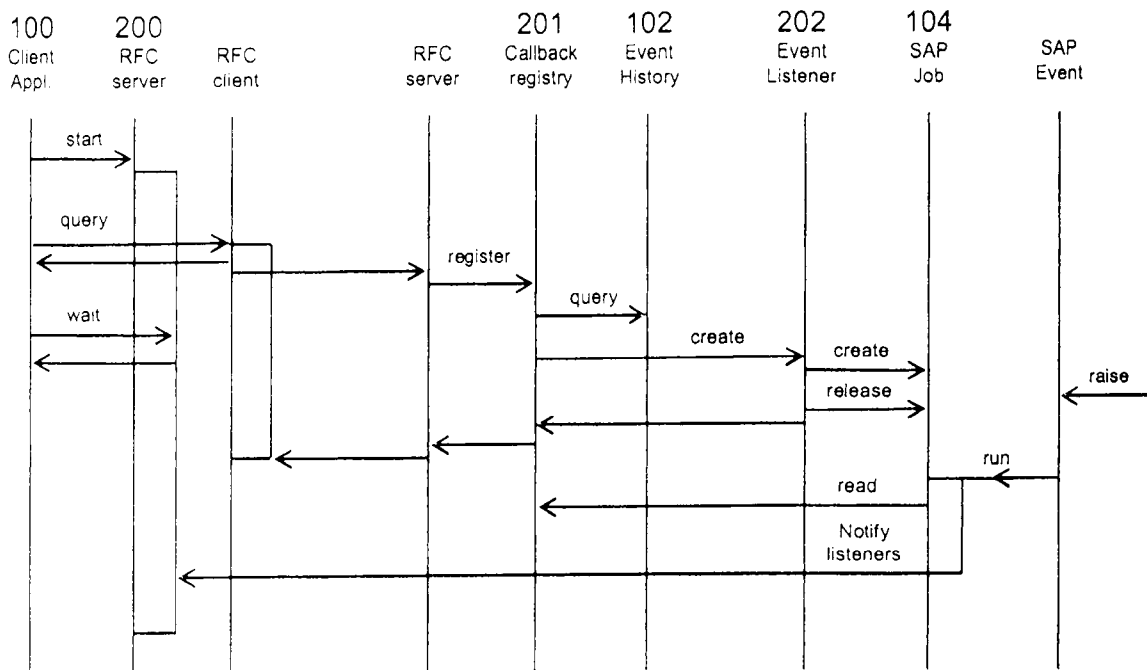 100
Client
Appl.
200
RFC
server
RFC
client
RFC
server
201
Callback
registry
102
Event
History
202
Event
Listener
104
SAP
Job
SAP
Event
start
query
register
query
wait
create
create
raise
release
run
read
Notify
listeners